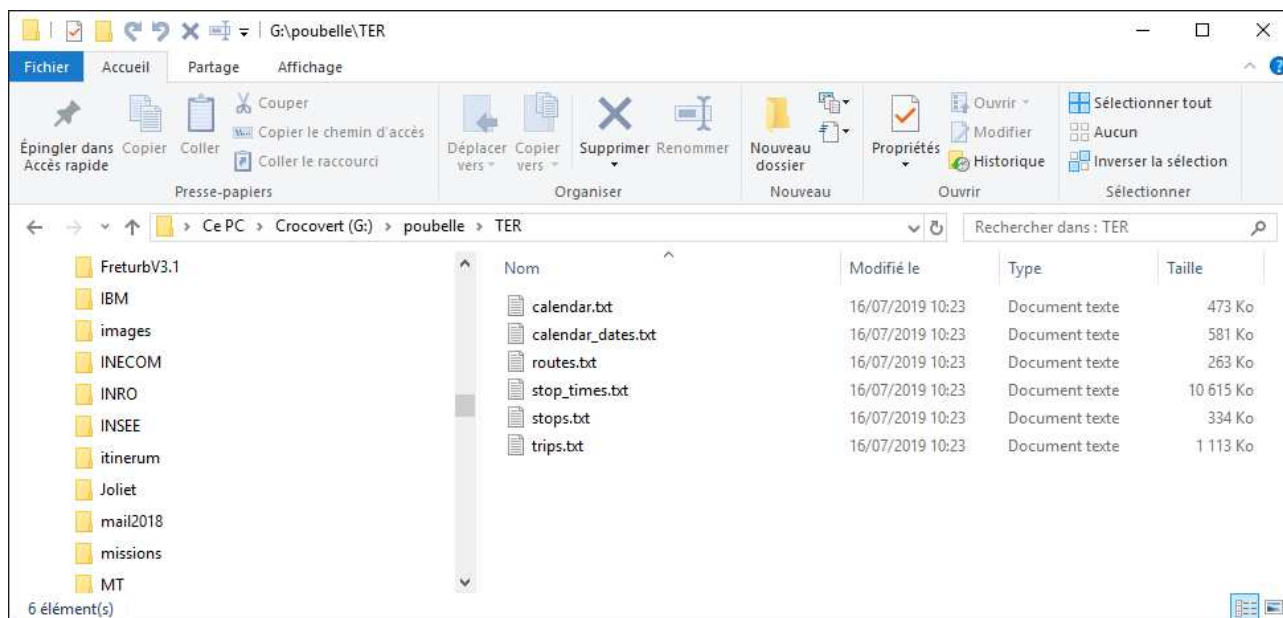 G:\poubelle\TER
Fichier Accueil Partage Affichage
Épingler dans Accès rapide
Copier
Coller
Couper
Copier le chemin d'accès
Coller le raccourci
Presse-papiers
Déplacer vers
Copier vers
Supprimer
Renommer
Organiser
Nouveau dossier
Nouveau
Propriétés
Ouvrir
Modifier
Historique
Ouvrir
Sélectionner tout
Aucun
Inverser la sélection
Sélectionner
Ce PC > Crocovert (G:) > poubelle > TER
Rechercher dans : TER
FreturbV3.1
IBM
images
INECOM
INRO
INSEE
itinerum
Joliet
mail2018
missions
MT
Nom Modifié le Type Taille
calendar.txt 16/07/2019 10:23 Document texte 473 Ko
calendar_dates.txt 16/07/2019 10:23 Document texte 581 Ko
routes.txt 16/07/2019 10:23 Document texte 263 Ko
stop_times.txt 16/07/2019 10:23 Document texte 10 615 Ko
stops.txt 16/07/2019 10:23 Document texte 334 Ko
trips.txt 16/07/2019 10:23 Document texte 1 113 Ko
6 élément(s)